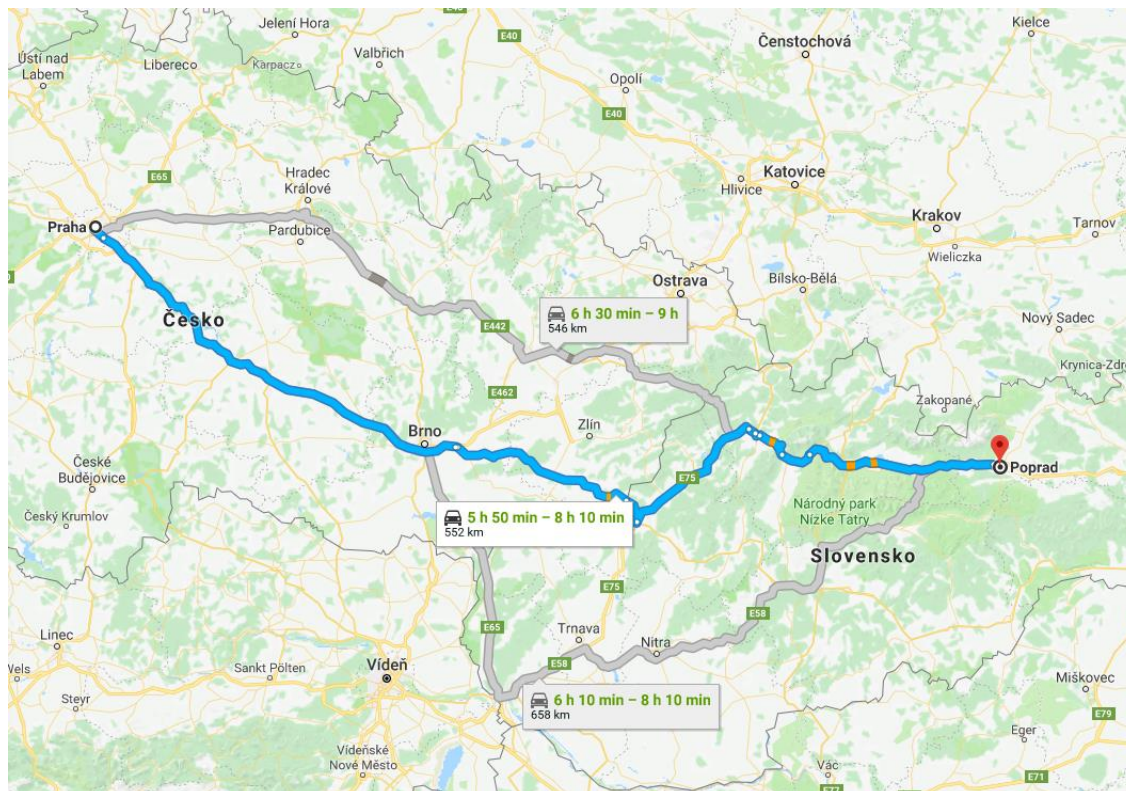 E40
Jelení Hora
Kielce
E40
Čenstochová
Ústí nad
Labem
Liberec
Karpacz
Valbřich
Opolí
E40
Hradec
Králové
E65
Katovice
Hlivice
Praha
Pardubice
Krakov
Tarnov
Wieliczka
Ostrava
Bílsko-Bělá
Česko
6 h 30 min – 9 h
546 km
E442
Nový Sadec
Krynica-Zdr
E462
Zakopané
Zlín
Brno
České
Budějovice
E75
Poprad
Národný park
Nízke Tatry
Český Krumlov
5 h 50 min – 8 h 10 min
552 km
Slovensko
E75
E58
Linec
E65
Trnava
Nitra
Wels
Sankt Pölten
Vídeň
E58
Steyr
6 h 10 min – 8 h 10 min
658 km
Miškovec
E79
Eger
Vídeňské
Nové Město
Vác
E71
E77